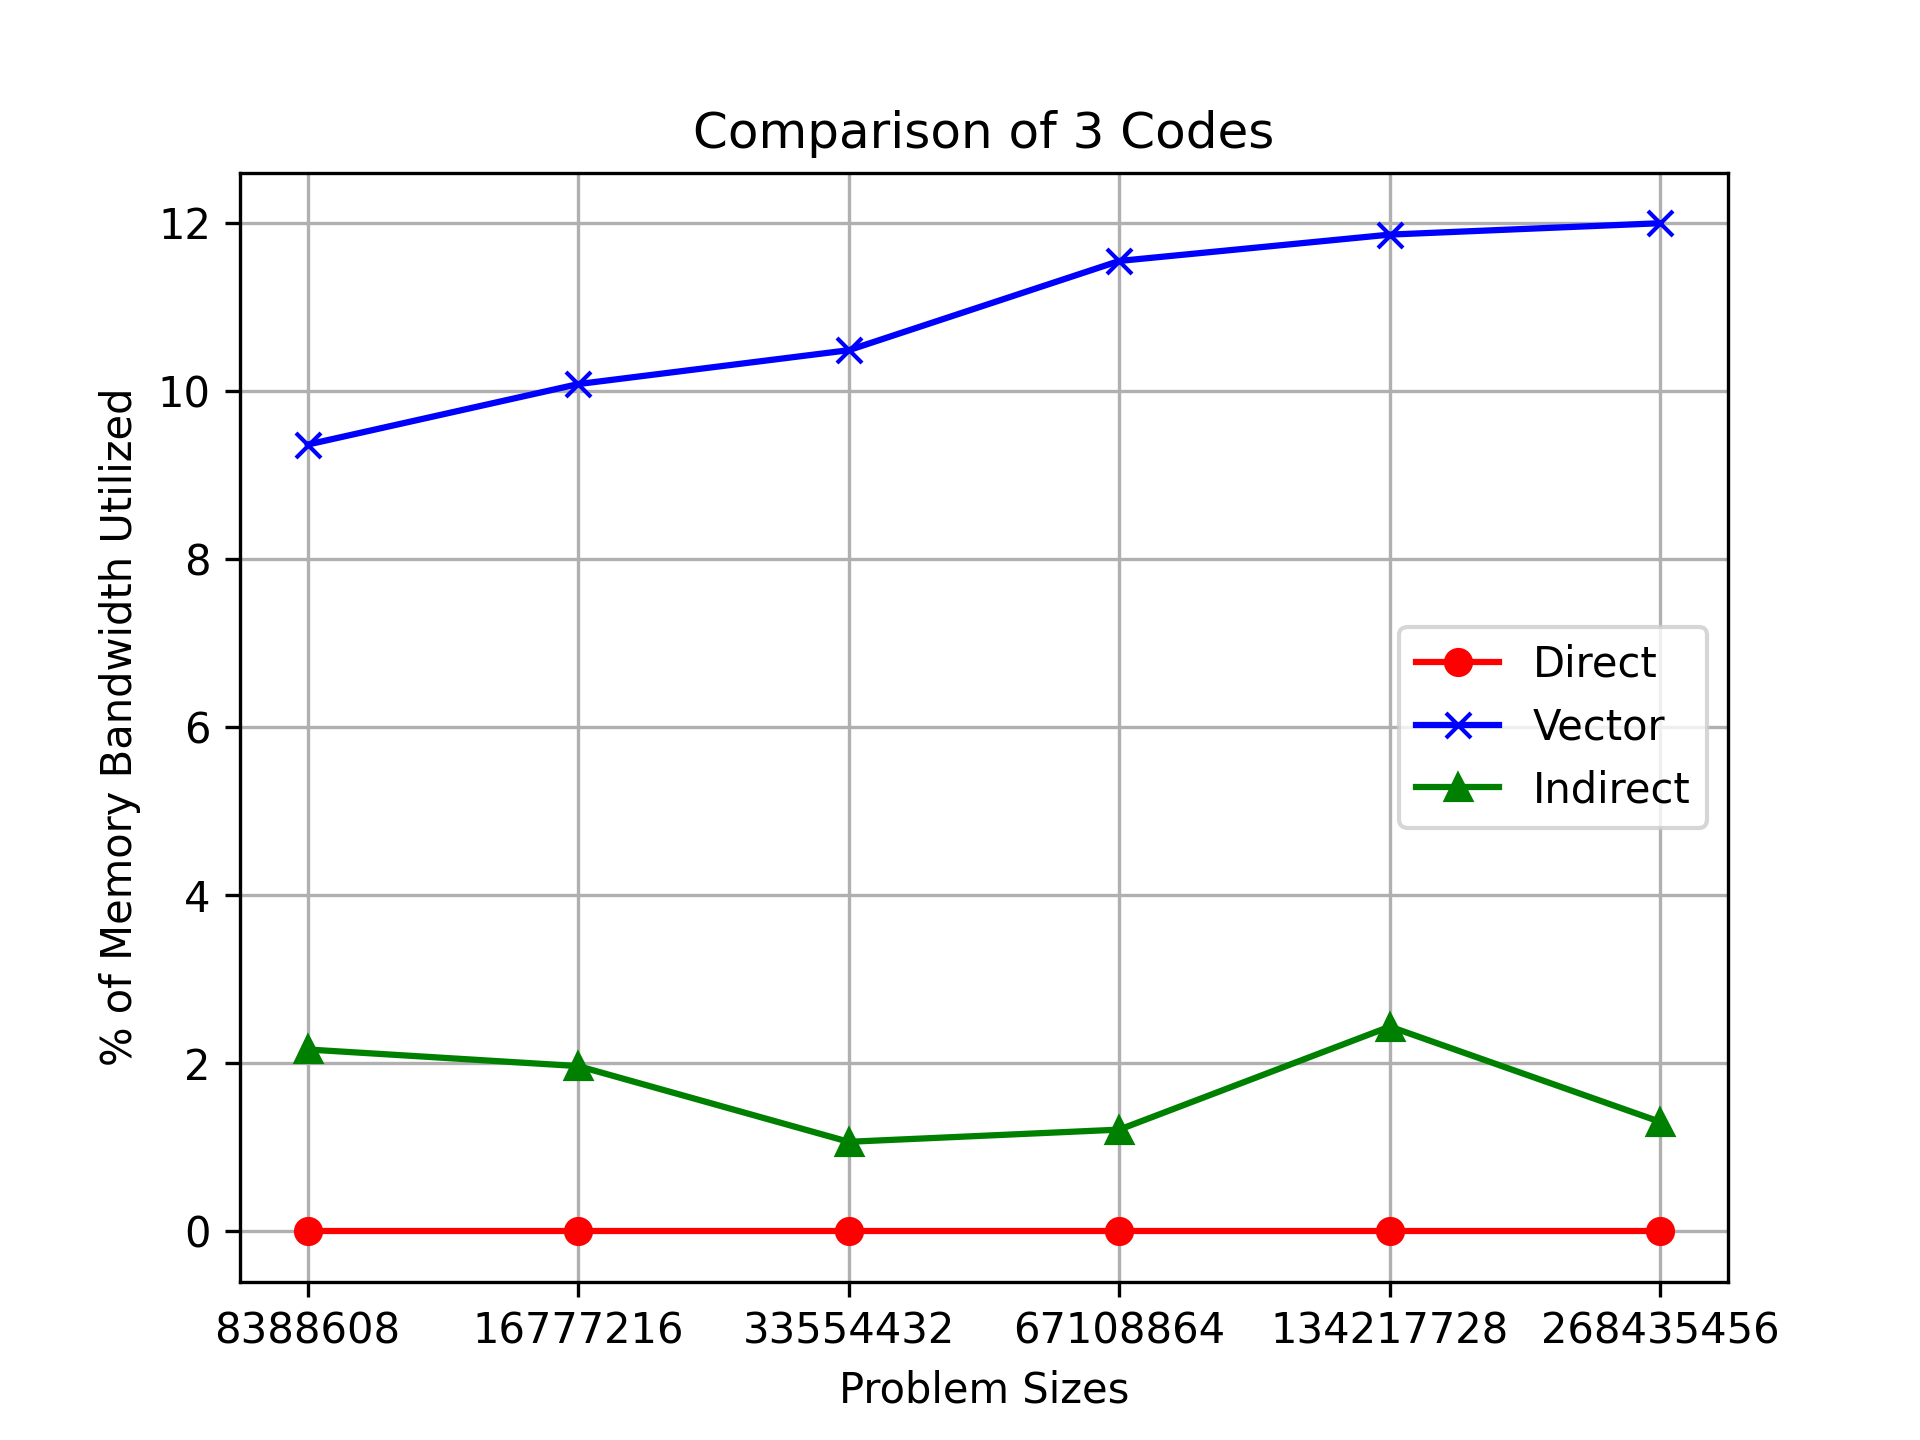 Comparison of 3 Codes
% of Memory Bandwidth Utilized
12
10
8
6
4
2
0
Direct
Vector
Indirect
8388608 16777216 33554432 67108864 134217728 268435456
Problem Sizes